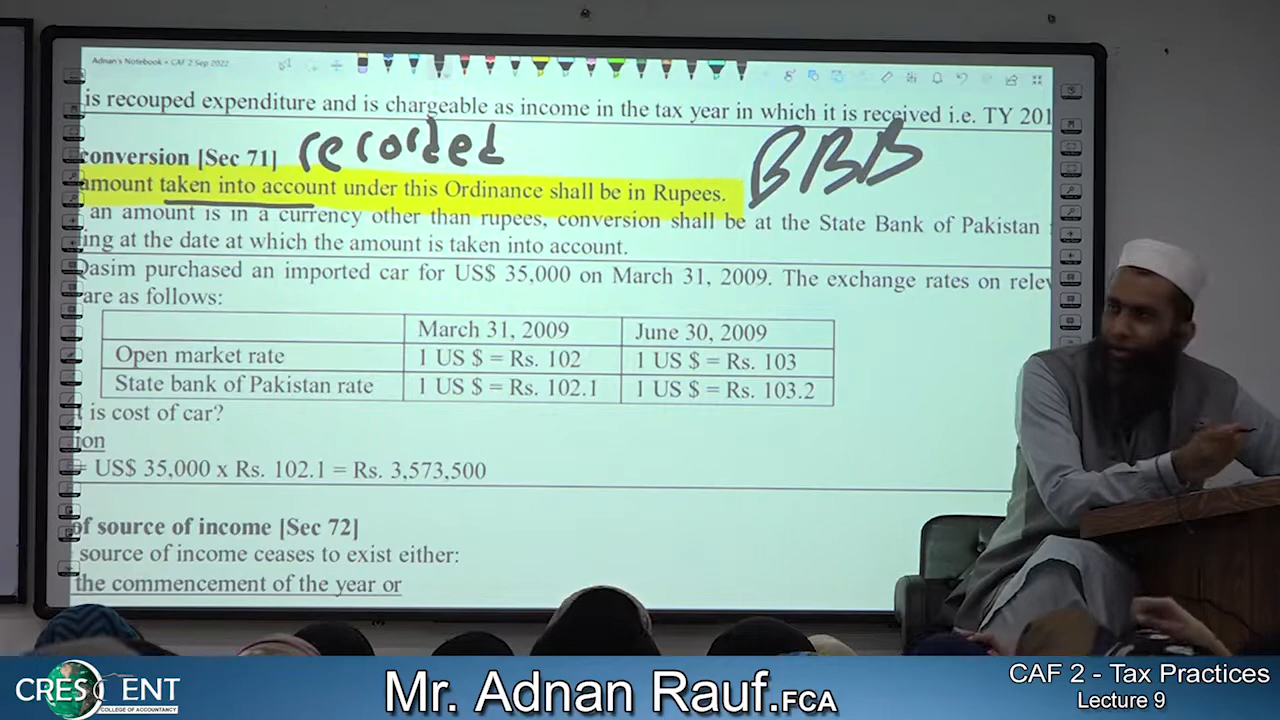 Adnan's Notebook • CAF 2 Sep 2022
is recouped expenditure and is chargeable as income in the tax year in which it is received i.e. TY 201
conversion [Sec 71] recorded
BBB
amount taken into account under this Ordinance shall be in Rupees.
an amount is in a currency other than rupees, conversion shall be at the State Bank of Pakistan
ing at the date at which the amount is taken into account.
Qasim purchased an imported car for US$ 35,000 on March 31, 2009. The exchange rates on relev
are as follows:
March 31, 2009 June 30, 2009
Open market rate 1 US $ = Rs. 102 1 US $ = Rs. 103
State bank of Pakistan rate 1 US $ = Rs. 102.1 1 US $ = Rs. 103.2
t is cost of car?
ion
= US$ 35,000 x Rs. 102.1 = Rs. 3,573,500
of source of income [Sec 72]
source of income ceases to exist either:
the commencement of the year or
CRESCENT
COLLEGE OF ACCOUNTANCY
Mr. Adnan Rauf.FCA
CAF 2 - Tax Practices
Lecture 9